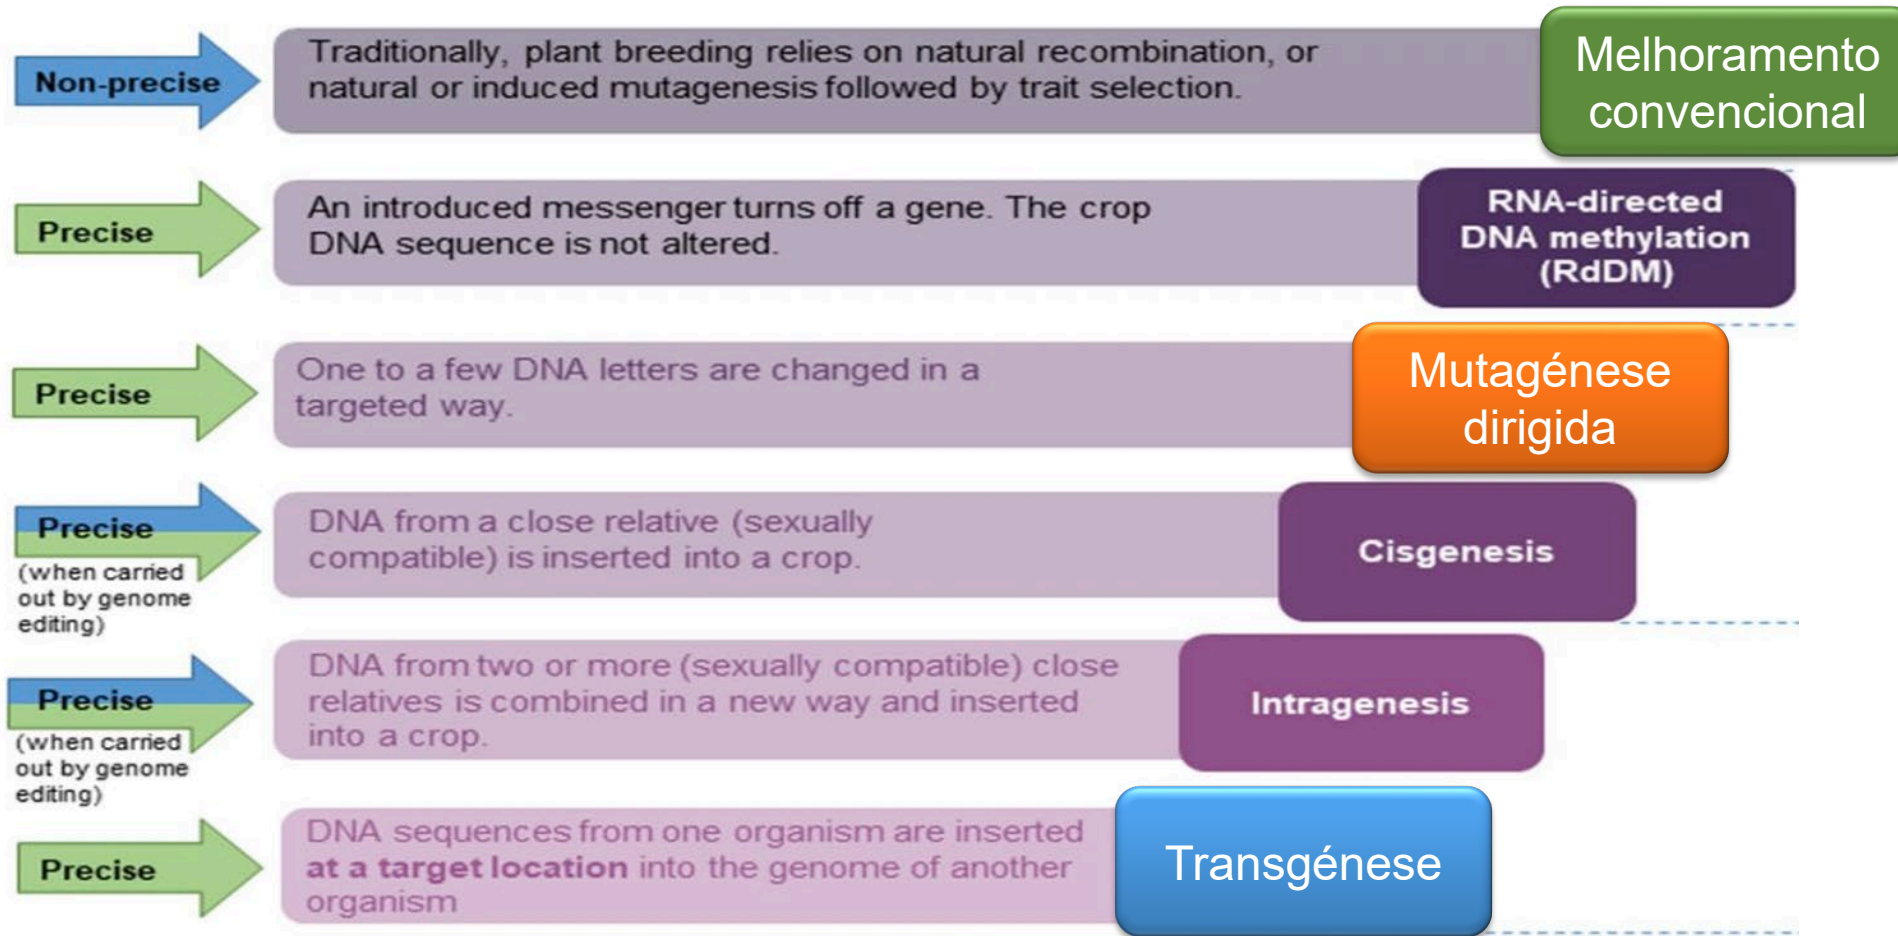 Non-precise
Traditionally, plant breeding relies on natural recombination, or
natural or induced mutagenesis followed by trait selection.
Melhoramento
convencional
Precise
An introduced messenger turns off a gene. The crop
DNA sequence is not altered.
RNA-directed
DNA methylation
(RdDM)
Precise
One to a few DNA letters are changed in a
targeted way.
Mutagénese
dirigida
Precise
(when carried
out by genome
editing)
DNA from a close relative (sexually
compatible) is inserted into a crop.
Cisgenesis
Precise
(when carried
out by genome
editing)
DNA from two or more (sexually compatible) close
relatives is combined in a new way and inserted
into a crop.
Intragenesis
Precise
DNA sequences from one organism are inserted
at a target location into the genome of another
organism
Transgénese